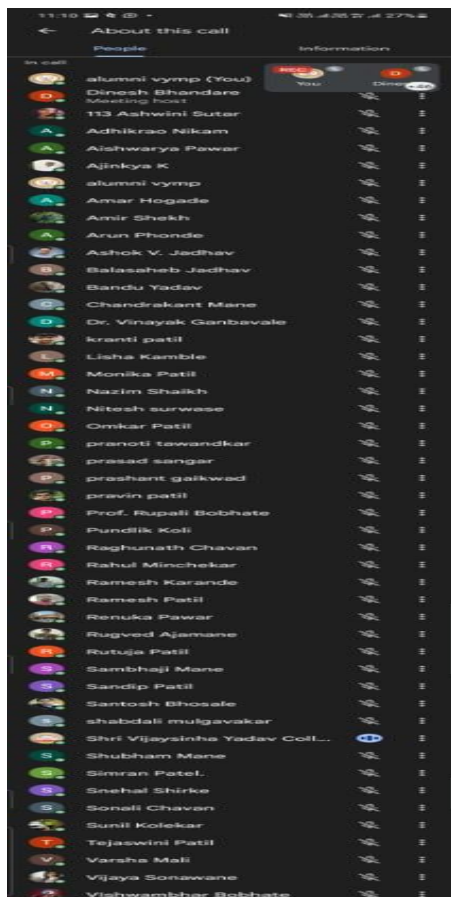 11:10 27%
← About this call
People Information
In call
alumni vymp (You)
REC You Dines +46
Dinesh Bhandare
Meeting host
113 Ashwini Sutar
A Adhikrao Nikam
A Aishwarya Pawar
Ajinkya K
alumni vymp
A Amar Hogade
Amir Shekh
A Arun Phonde
Ashok V. Jadhav
B Balasaheb Jadhav
Bandu Yadav
C Chandrakant Mane
D Dr. Vinayak Ganbavale
kranti patil
L Lisha Kamble
M Monika Patil
N Nazim Shaikh
N Nitesh surwase
O Omkar Patil
P pranoti tawandkar
prasad sangar
P prashant gaikwad
pravin patil
P Prof. Rupali Bobhate
P Pundlik Koli
R Raghunath Chavan
R Rahul Minchekar
Ramesh Karande
Ramesh Patil
Renuka Pawar
Rugved Ajamane
R Rutuja Patil
S Sambhaji Mane
S Sandip Patil
Santosh Bhosale
S shabdali mulgavakar
Shri Vijaysinha Yadav Coll...
S Shubham Mane
S Simran Patel.
S Snehal Shirke
S Sonali Chavan
Sunil Kolekar
T Tejaswini Patil
V Varsha Mali
Vijaya Sonawane
Vishwambhar Bobhate